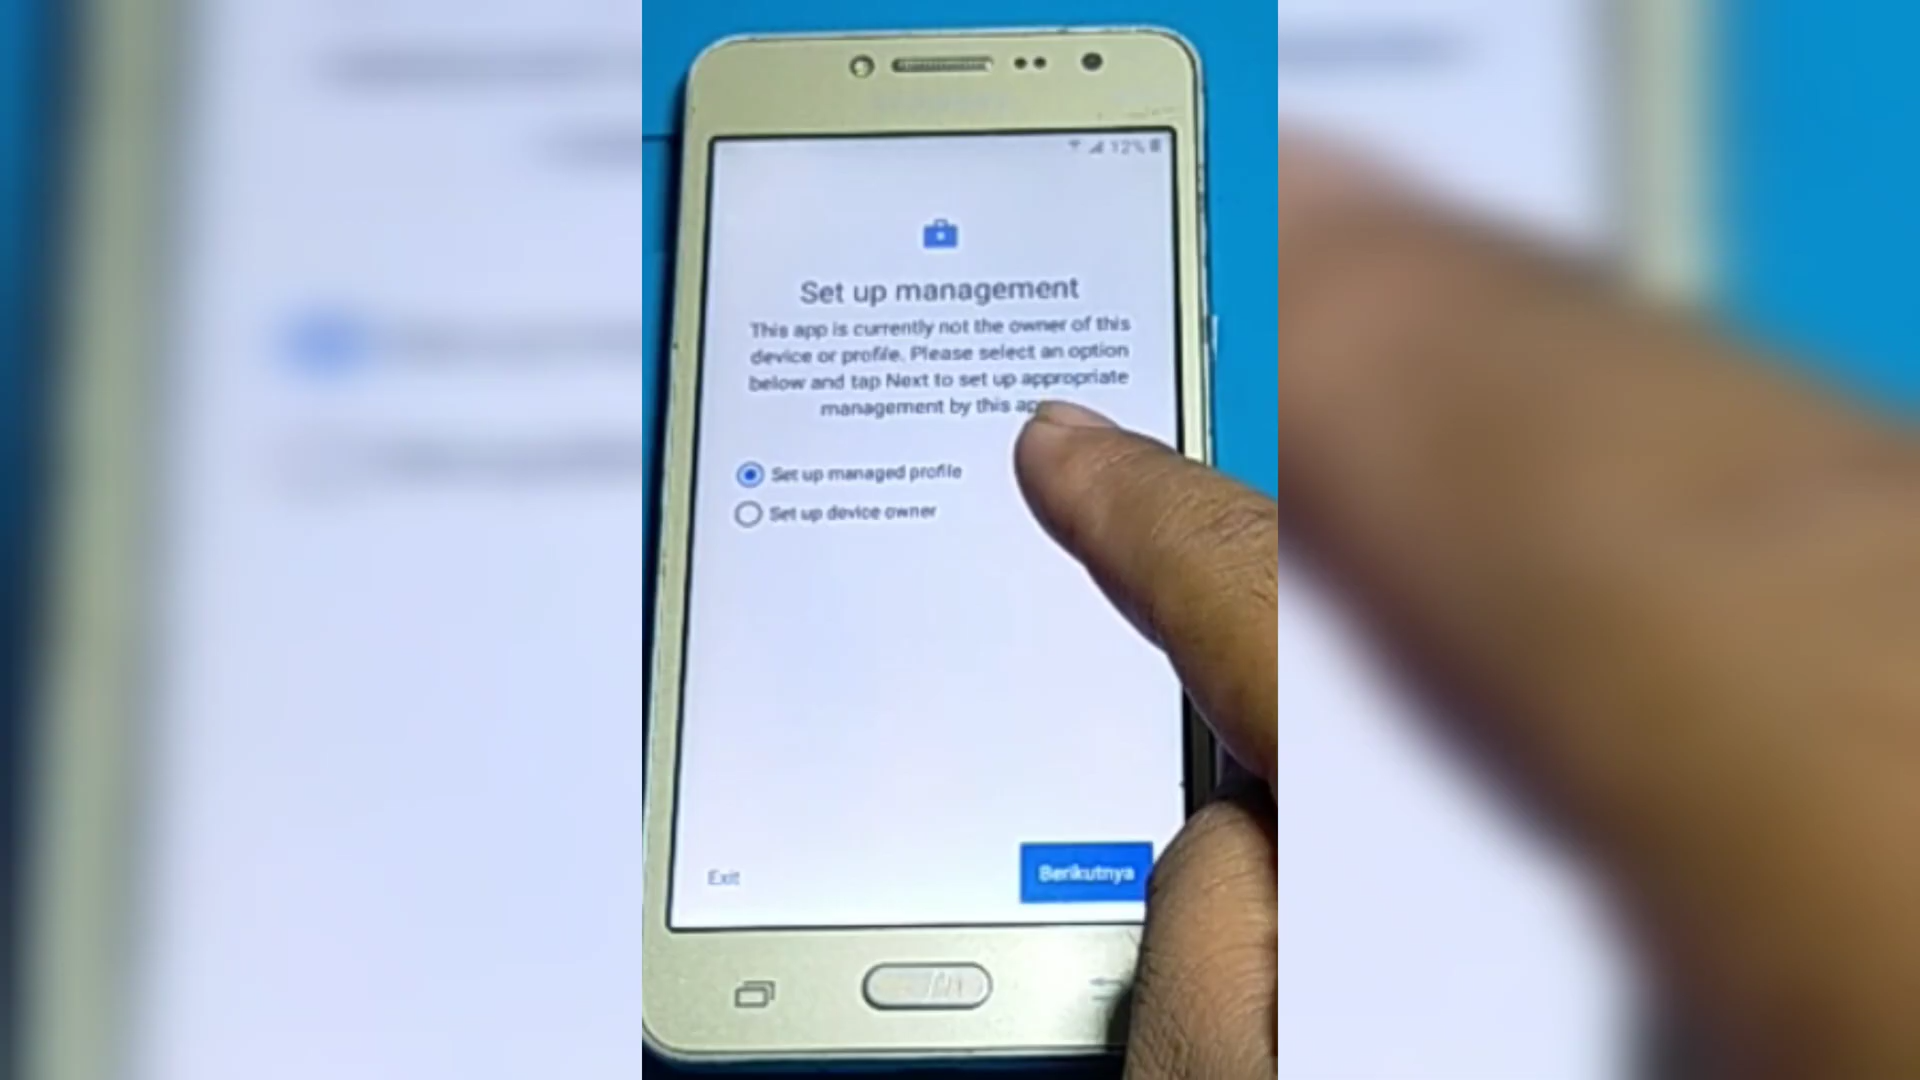 12%
Set up management
This app is currently not the owner of this
device or profile. Please select an option
below and tap Next to set up appropriate
management by this
Set up managed profile
Set up device owner
Exit
Berikutnya